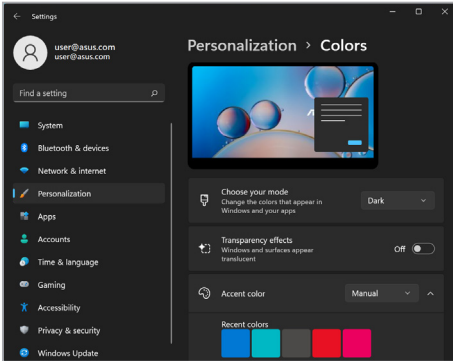 Settings
user@asus.com
user@asus.com
Find a setting
System
Bluetooth & devices
Network & internet
Personalization
Apps
Accounts
Time & language
Gaming
Accessibility
Privacy & security
Windows Update
Personalization > Colors
Choose your mode
Change the colors that appear in
Windows and your apps
Dark
Transparency effects
Windows and surfaces appear
translucent
Off
Accent color
Manual
Recent colors